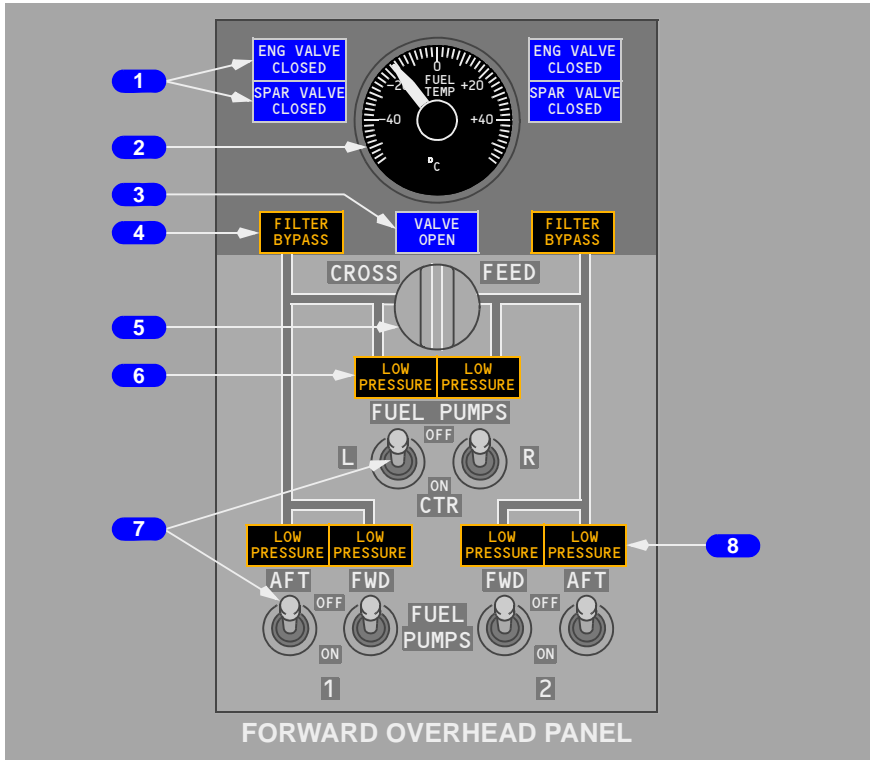 ENG VALVE
CLOSED
SPAR VALVE
CLOSED
ENG VALVE
CLOSED
SPAR VALVE
CLOSED
-20
0
+20
FUEL
TEMP
-40
+40
°C
1
2
3
4
FILTER
BYPASS
VALVE
OPEN
FILTER
BYPASS
CROSS
FEED
5
6
LOW
PRESSURE
LOW
PRESSURE
FUEL PUMPS
OFF
L
R
ON
CTR
7
LOW
PRESSURE
LOW
PRESSURE
LOW
PRESSURE
LOW
PRESSURE
8
AFT
FWD
FWD
AFT
OFF
OFF
FUEL
PUMPS
ON
ON
1
2
FORWARD OVERHEAD PANEL